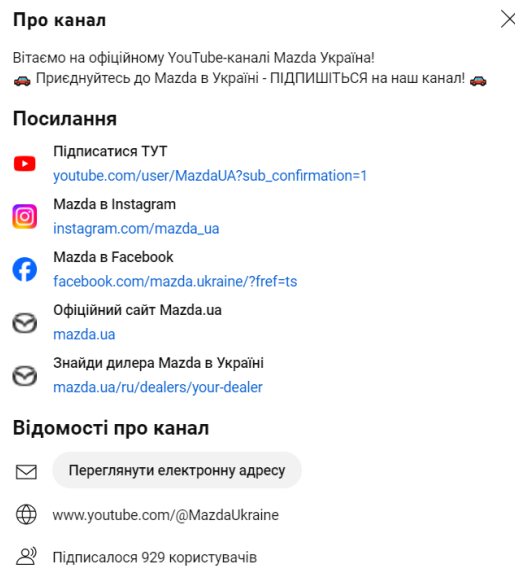 Про канал
Вітаємо на офіційному YouTube-каналі Mazda Україна!
🚗 Приєднуйтесь до Mazda в Україні - ПІДПИШІТЬСЯ на наш канал! 🚗
Посилання
Підписатися ТУТ
youtube.com/user/MazdaUA?sub_confirmation=1
Mazda в Instagram
instagram.com/mazda_ua
Mazda в Facebook
facebook.com/mazda.ukraine/?fref=ts
Офіційний сайт Mazda.ua
mazda.ua
Знайди дилера Mazda в Україні
mazda.ua/ru/dealers/your-dealer
Відомості про канал
Переглянути електронну адресу
www.youtube.com/@MazdaUkraine
Підписалося 929 користувачів